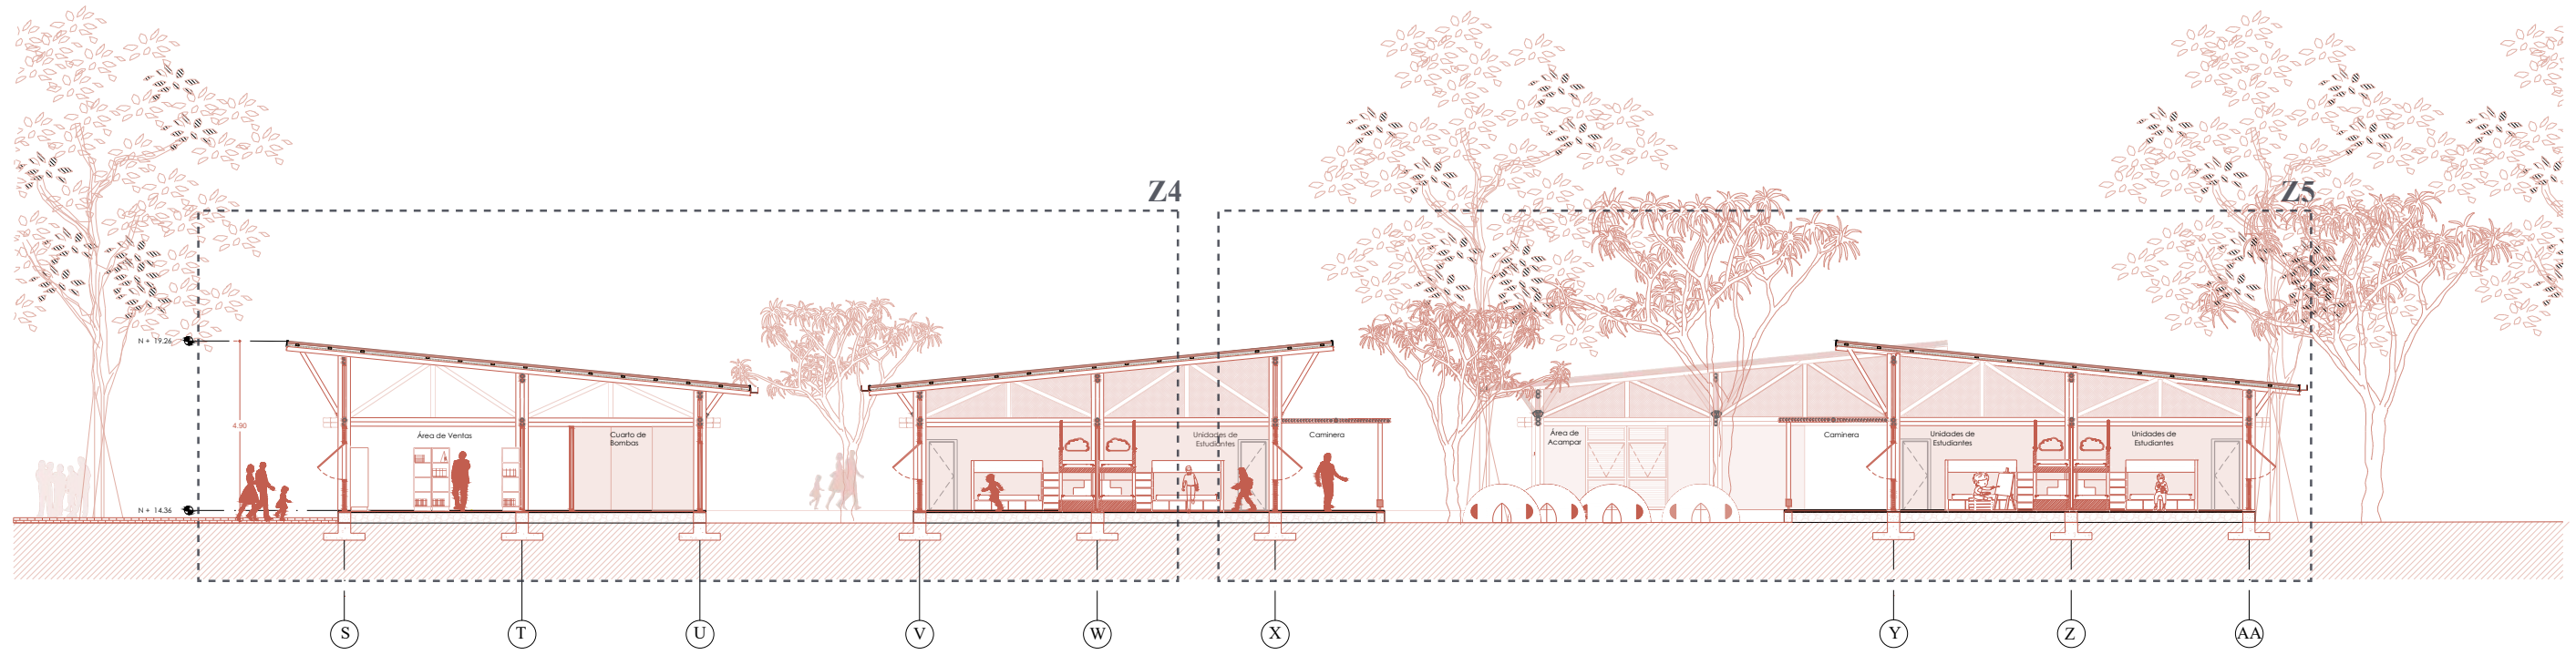 Z4
Z5
N + 19.26
4.90
Área de Ventas
Cuarto de
Bombas
Unidades de
Estudiantes
Caminera
Área de
Acampar
Caminera
Unidades de
Estudiantes
Unidades de
Estudiantes
N + 14.36
S
T
U
V
W
X
Y
Z
AA